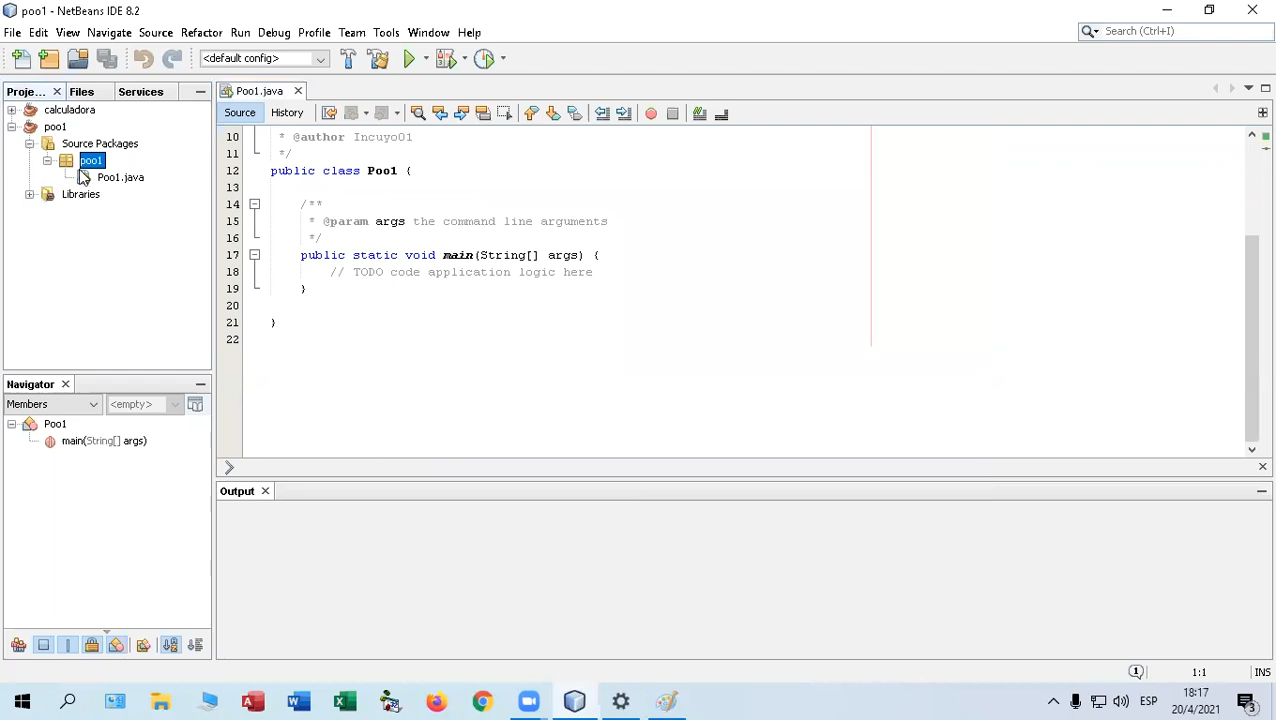 poo1 - NetBeans IDE 8.2
File Edit View Navigate Source Refactor Run Debug Profile Team Tools Window Help
Search (Ctrl+I)
<default config>
Proje... Files Services
Poo1.java
calculadora
poo1
Source Packages
poo1
Poo1.java
Libraries
Source History
10 * @author Incuyo01
11 */
12 public class Poo1 {
13
14 /**
15 * @param args the command line arguments
16 */
17 public static void main(String[] args) {
18 // TODO code application logic here
19 }
20
21 }
22
Navigator
Members <empty>
Poo1
main(String[] args)
Output
1 1:1 INS
ESP
18:17
20/4/2021
3